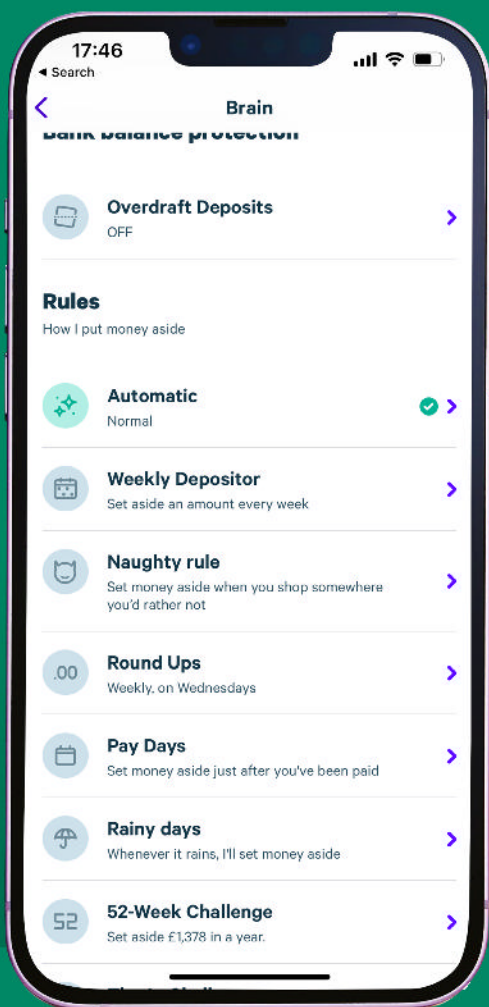 17:46
Search
Brain
Bank balance protection
Overdraft Deposits
OFF
Rules
How I put money aside
Automatic
Normal
Weekly Depositor
Set aside an amount every week
Naughty rule
Set money aside when you shop somewhere
you'd rather not
.00
Round Ups
Weekly, on Wednesdays
Pay Days
Set money aside just after you've been paid
Rainy days
Whenever it rains, I'll set money aside
52
52-Week Challenge
Set aside £1,378 in a year.